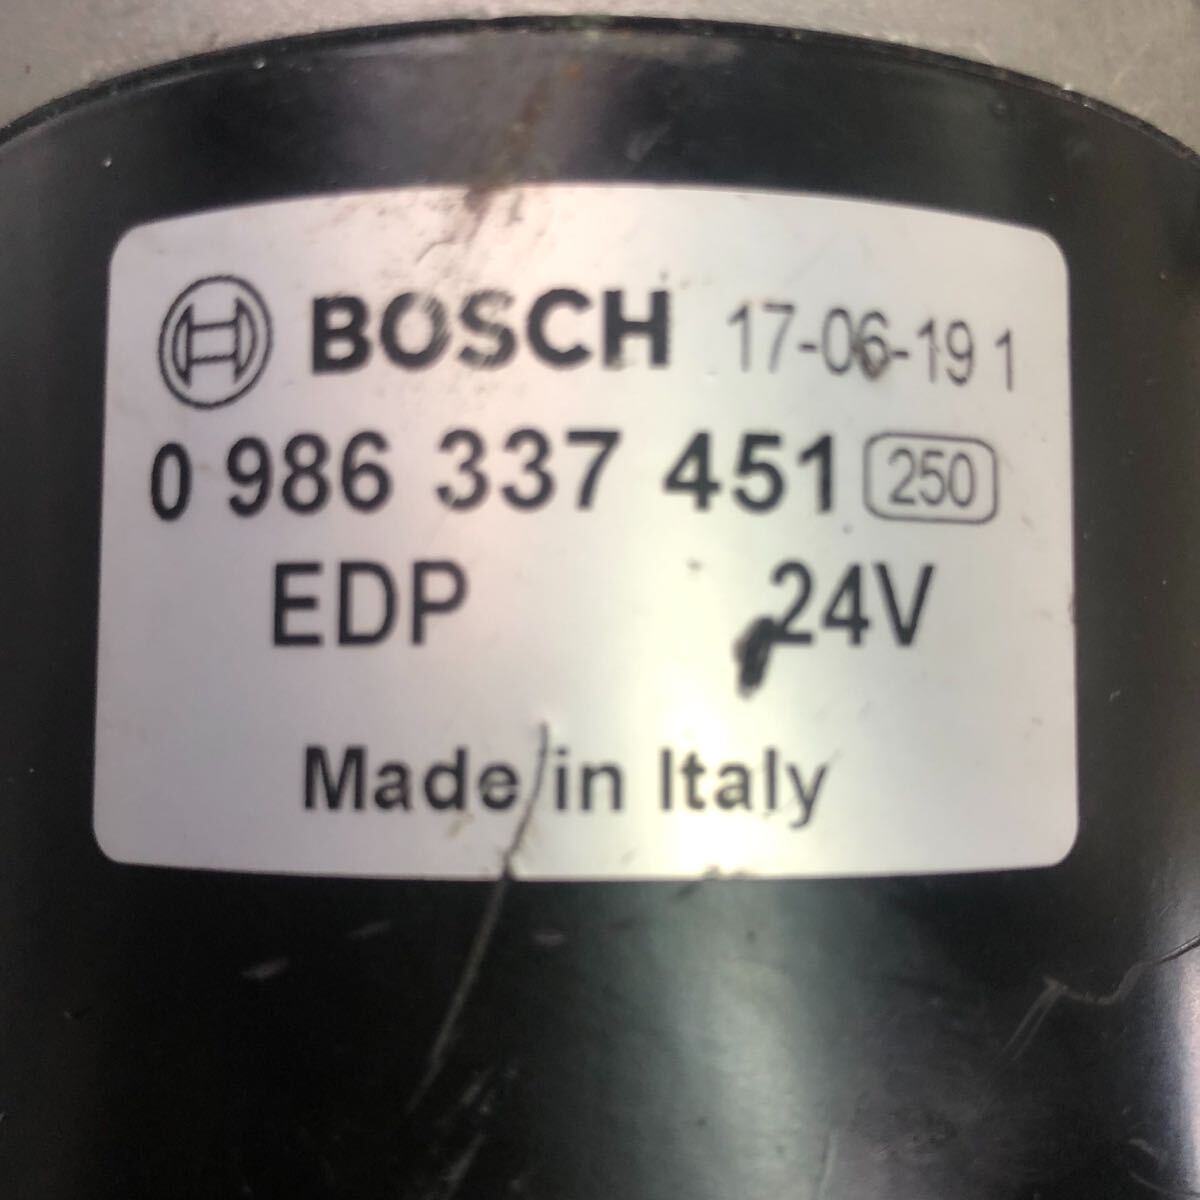 BOSCH 17-06-19 1
0 986 337 451 250
EDP 24V
Made in Italy